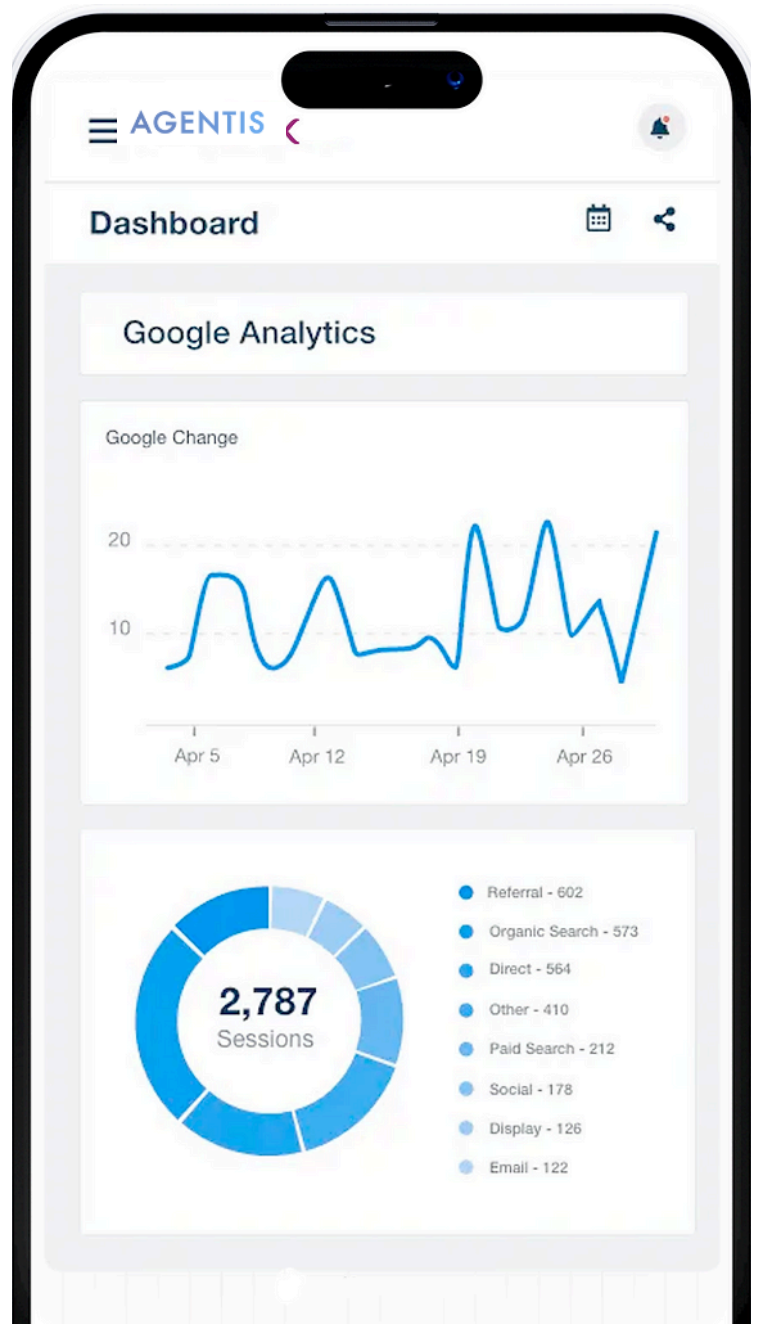 AGENTIS
Dashboard
Google Analytics
Google Change
20
10
Apr 5
Apr 12
Apr 19
Apr 26
2,787
Sessions
Referral - 602
Organic Search - 573
Direct - 564
Other - 410
Paid Search - 212
Social - 178
Display - 126
Email - 122